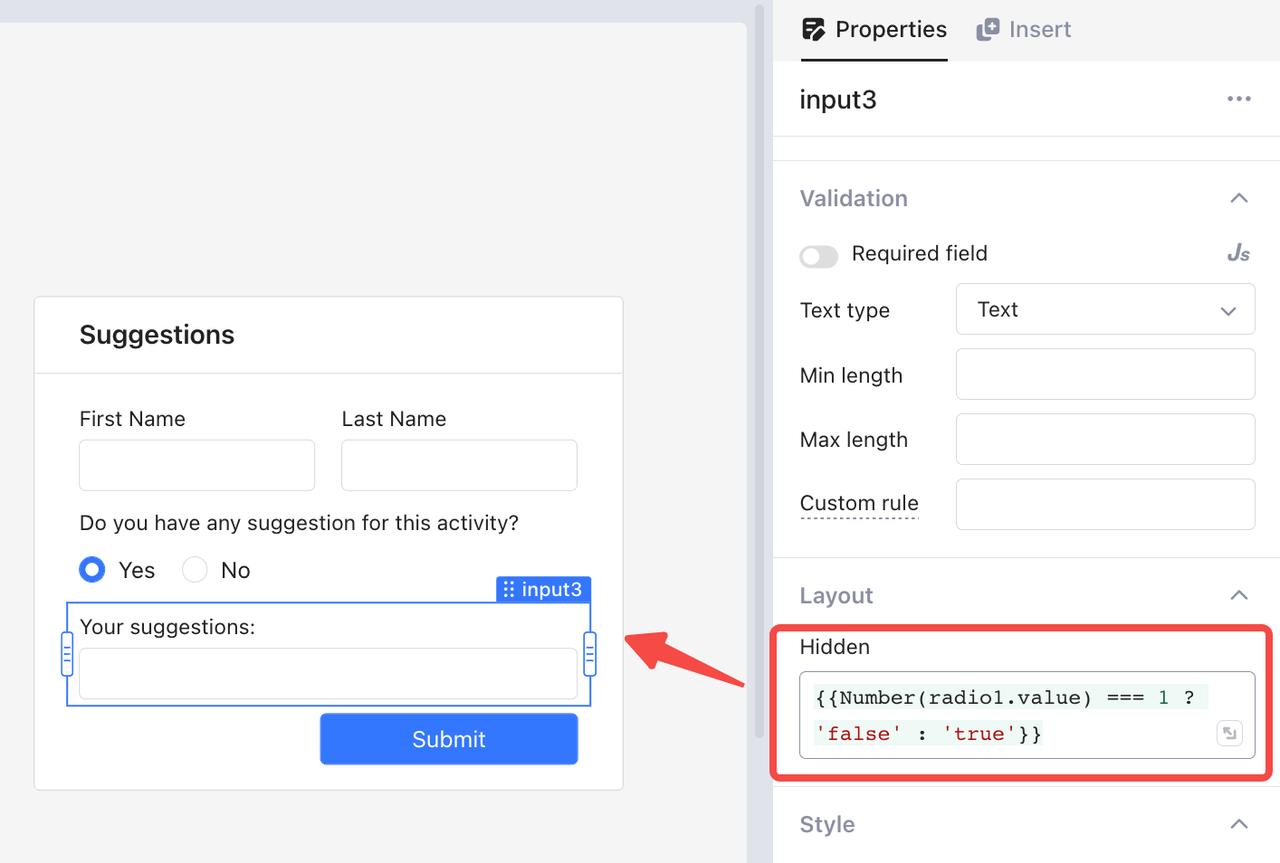 Properties
Insert
input3
Validation
Required field
Js
Text type
Text
Min length
Max length
Custom rule
Layout
Hidden
{{Number(radio1.value) === 1 ?
'false' : 'true'}}
Style
Suggestions
First Name
Last Name
Do you have any suggestion for this activity?
Yes
No
input3
Your suggestions:
Submit